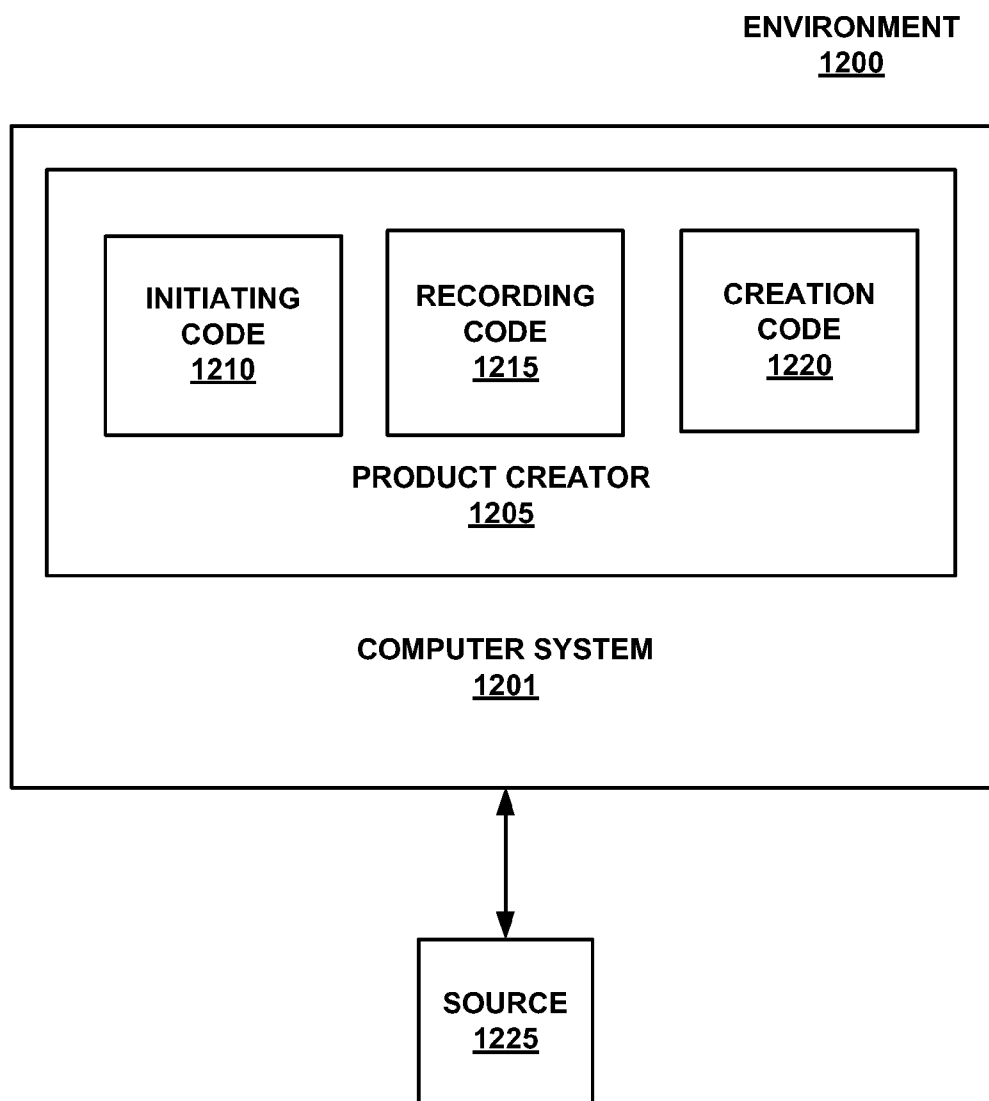 ENVIRONMENT
1200
INITIATING
CODE
1210
RECORDING
CODE
1215
CREATION
CODE
1220
PRODUCT CREATOR
1205
COMPUTER SYSTEM
1201
SOURCE
1225